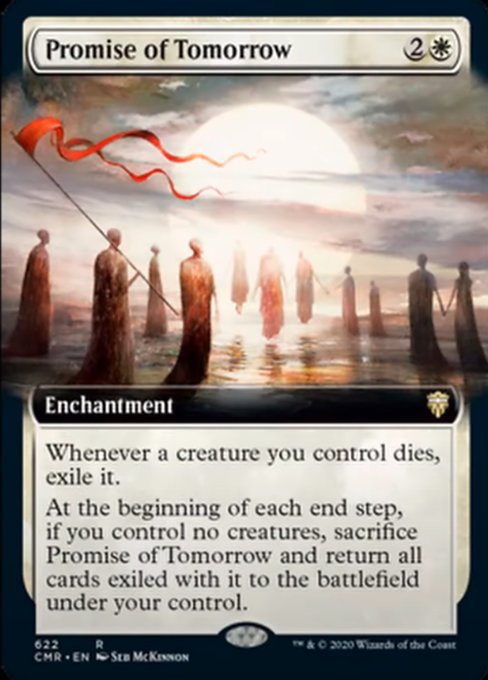 Promise of Tomorrow 2
Enchantment
Whenever a creature you control dies,
exile it.
At the beginning of each end step,
if you control no creatures, sacrifice
Promise of Tomorrow and return all
cards exiled with it to the battlefield
under your control.
622 R
CMR • EN SEB MCKINNON
™ & © 2020 Wizards of the Coast